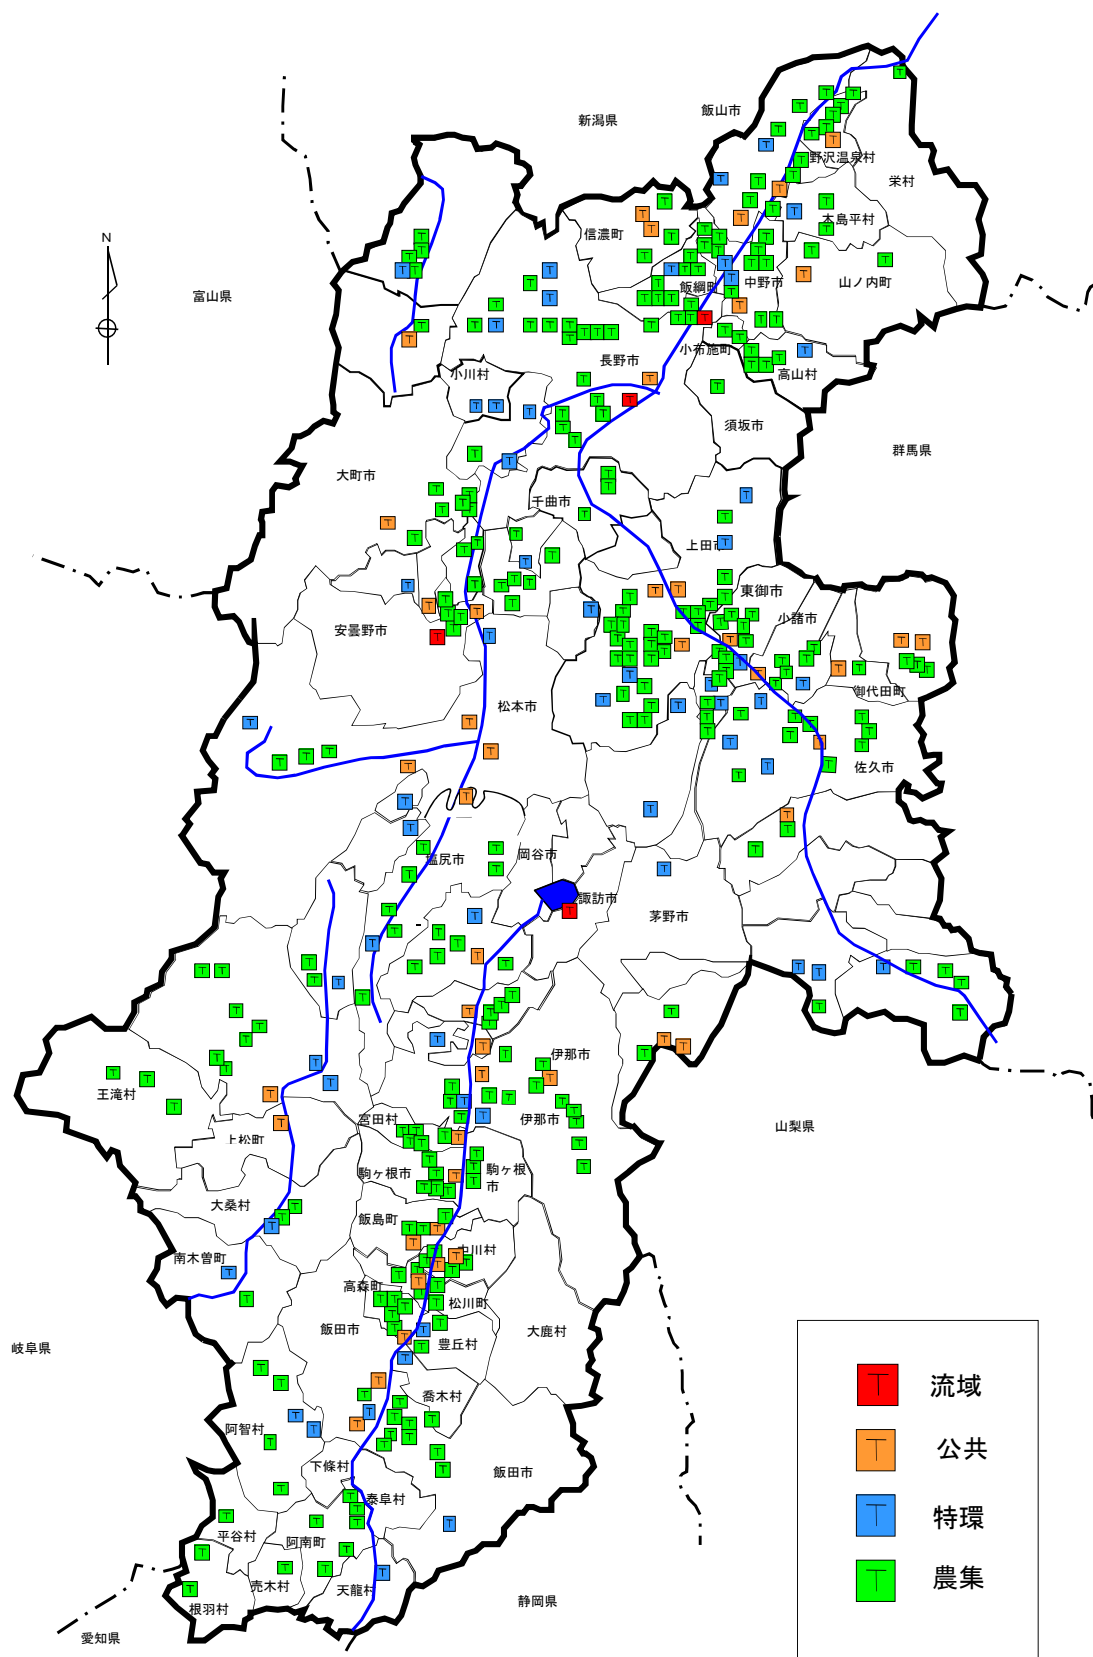 飯山市
新潟県
野沢温泉村
栄村
木島平村
信濃町
N
富山県
飯綱町
中野市
山ノ内町
小布施町
長野市
小川村
高山村
須坂市
群馬県
大町市
千曲市
上田市
東御市
小諸市
安曇野市
御代田町
松本市
佐久市
塩尻市
岡谷市
諏訪市
茅野市
伊那市
王滝村
宮田村
伊那市
山梨県
上松町
駒ヶ根市
駒ヶ根
市
大桑村
飯島町
中川村
南木曽町
高森町
松川町
飯田市
大鹿村
豊丘村
岐阜県
喬木村
阿智村
下條村
飯田市
泰阜村
平谷村
阿南町
売木村
天龍村
根羽村
静岡県
愛知県
流域
公共
特環
農集